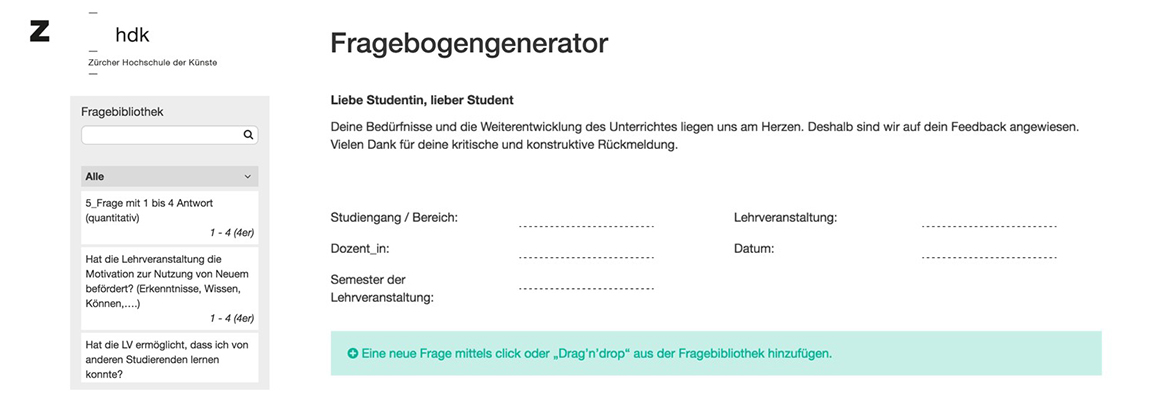 Z
hdk
Zürcher Hochschule der Künste
Fragebibliothek
Alle
5_Frage mit 1 bis 4 Antwort
(quantitativ)
1 - 4 (4er)
Hat die Lehrveranstaltung die
Motivation zur Nutzung von Neuem
befördert? (Erkenntnisse, Wissen,
Können,....)
1 - 4 (4er)
Hat die LV ermöglicht, dass ich von
anderen Studierenden lernen
konnte?
Fragebogengenerator
Liebe Studentin, lieber Student
Deine Bedürfnisse und die Weiterentwicklung des Unterrichtes liegen uns am Herzen. Deshalb sind wir auf dein Feedback angewiesen.
Vielen Dank für deine kritische und konstruktive Rückmeldung.
Studiengang / Bereich:
Lehrveranstaltung:
Dozent_in:
Datum:
Semester der
Lehrveranstaltung:
Eine neue Frage mittels click oder „Drag'n'drop“ aus der Fragebibliothek hinzufügen.